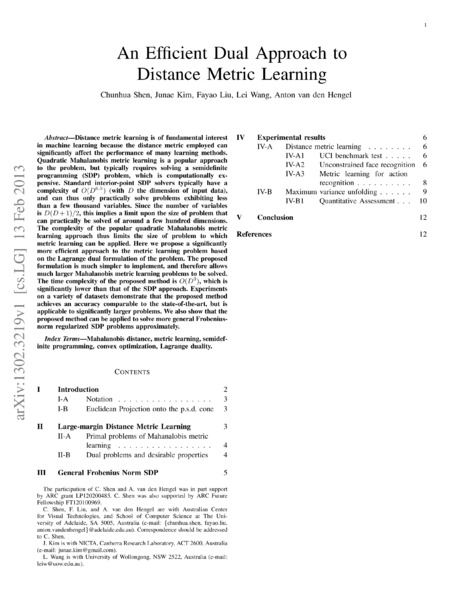 1
An Efficient Dual Approach to
Distance Metric Learning
Chunhua Shen, Junae Kim, Fayao Liu, Lei Wang, Anton van den Hengel
arXiv:1302.3219v1 [cs.LG] 13 Feb 2013
Abstract—Distance metric learning is of fundamental interest
in machine learning because the distance metric employed can
significantly affect the performance of many learning methods.
Quadratic Mahalanobis metric learning is a popular approach
to the problem, but typically requires solving a semidefinite
programming (SDP) problem, which is computationally ex-
pensive. Standard interior-point SDP solvers typically have a
complexity of O(D^6.5) (with D the dimension of input data),
and can thus only practically solve problems exhibiting less
than a few thousand variables. Since the number of variables
is D(D+1)/2, this implies a limit upon the size of problem that
can practically be solved of around a few hundred dimensions.
The complexity of the popular quadratic Mahalanobis metric
learning approach thus limits the size of problem to which
metric learning can be applied. Here we propose a significantly
more efficient approach to the metric learning problem based
on the Lagrange dual formulation of the problem. The proposed
formulation is much simpler to implement, and therefore allows
much larger Mahalanobis metric learning problems to be solved.
The time complexity of the proposed method is O(D^3), which is
significantly lower than that of the SDP approach. Experiments
on a variety of datasets demonstrate that the proposed method
achieves an accuracy comparable to the state-of-the-art, but is
applicable to significantly larger problems. We also show that the
proposed method can be applied to solve more general Frobenius-
norm regularized SDP problems approximately.
Index Terms—Mahalanobis distance, metric learning, semidef-
inite programming, convex optimization, Lagrange duality.
CONTENTS
I Introduction 2
I-A Notation . . . . . . . . . . . . . . . . . 3
I-B Euclidean Projection onto the p.s.d. cone 3
II Large-margin Distance Metric Learning 3
II-A Primal problems of Mahanalobis metric
learning . . . . . . . . . . . . . . . . . 4
II-B Dual problems and desirable properties 4
III General Frobenius Norm SDP 5
The participation of C. Shen and A. van den Hengel was in part support
by ARC grant LP120200485. C. Shen was also supported by ARC Future
Fellowship FT120100969.
C. Shen, F. Liu, and A. van den Hengel are with Australian Center
for Visual Technologies, and School of Computer Science at The Uni-
versity of Adelaide, SA 5005, Australia (e-mail: {chunhua.shen, fayao.liu,
anton.vandenhengel}@adelaide.edu.au). Correspondence should be addressed
to C. Shen.
J. Kim is with NICTA, Canberra Research Laboratory, ACT 2600, Australia
(e-mail: junae.kim@gmail.com).
L. Wang is with University of Wollongong, NSW 2522, Australia (e-mail:
leiw@uow.edu.au).
IV Experimental results 6
IV-A Distance metric learning . . . . . . . . 6
IV-A1 UCI benchmark test . . . . . 6
IV-A2 Unconstrained face recognition 6
IV-A3 Metric learning for action
recognition . . . . . . . . . . 8
IV-B Maximum variance unfolding . . . . . . 9
IV-B1 Quantitative Assessment . . . 10
V Conclusion 12
References 12